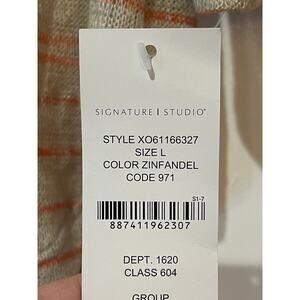 SIGNATURE | STUDIO®
STYLE XO61166327
SIZE L
COLOR ZINFANDEL
CODE 971
S1-7
887411962307
DEPT. 1620
CLASS 604
GROUP